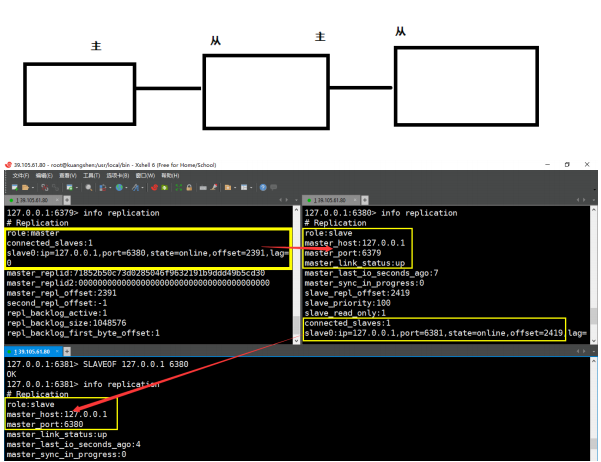 主
从
主
从
39.105.61.80 - root@kuangshen:/usr/local/bin - Xshell 6 (Free for Home/School)
文件(F) 编辑(E) 查看(V) 工具(T) 选项卡(B) 窗口(W) 帮助(H)
1 39.105.61.80
127.0.0.1:6379> info replication
# Replication
role:master
connected_slaves:1
slave0:ip=127.0.0.1,port=6380,state=online,offset=2391,lag=
0
master_replid:71852b50c73d0285046f9632191b9ddd49b5cd30
master_replid2:0000000000000000000000000000000000000000
master_repl_offset:2391
second_repl_offset:-1
repl_backlog_active:1
repl_backlog_size:1048576
repl_backlog_first_byte_offset:1
1 39.105.61.80
127.0.0.1:6380> info replication
# Replication
role:slave
master_host:127.0.0.1
master_port:6379
master_link_status:up
master_last_io_seconds_ago:7
master_sync_in_progress:0
slave_repl_offset:2419
slave_priority:100
slave_read_only:1
connected_slaves:1
slave0:ip=127.0.0.1,port=6381,state=online,offset=2419,lag=
1 39.105.61.80
127.0.0.1:6381> SLAVEOF 127.0.0.1 6380
OK
127.0.0.1:6381> info replication
# Replication
role:slave
master_host:127.0.0.1
master_port:6380
master_link_status:up
master_last_io_seconds_ago:4
master_sync_in_progress:0